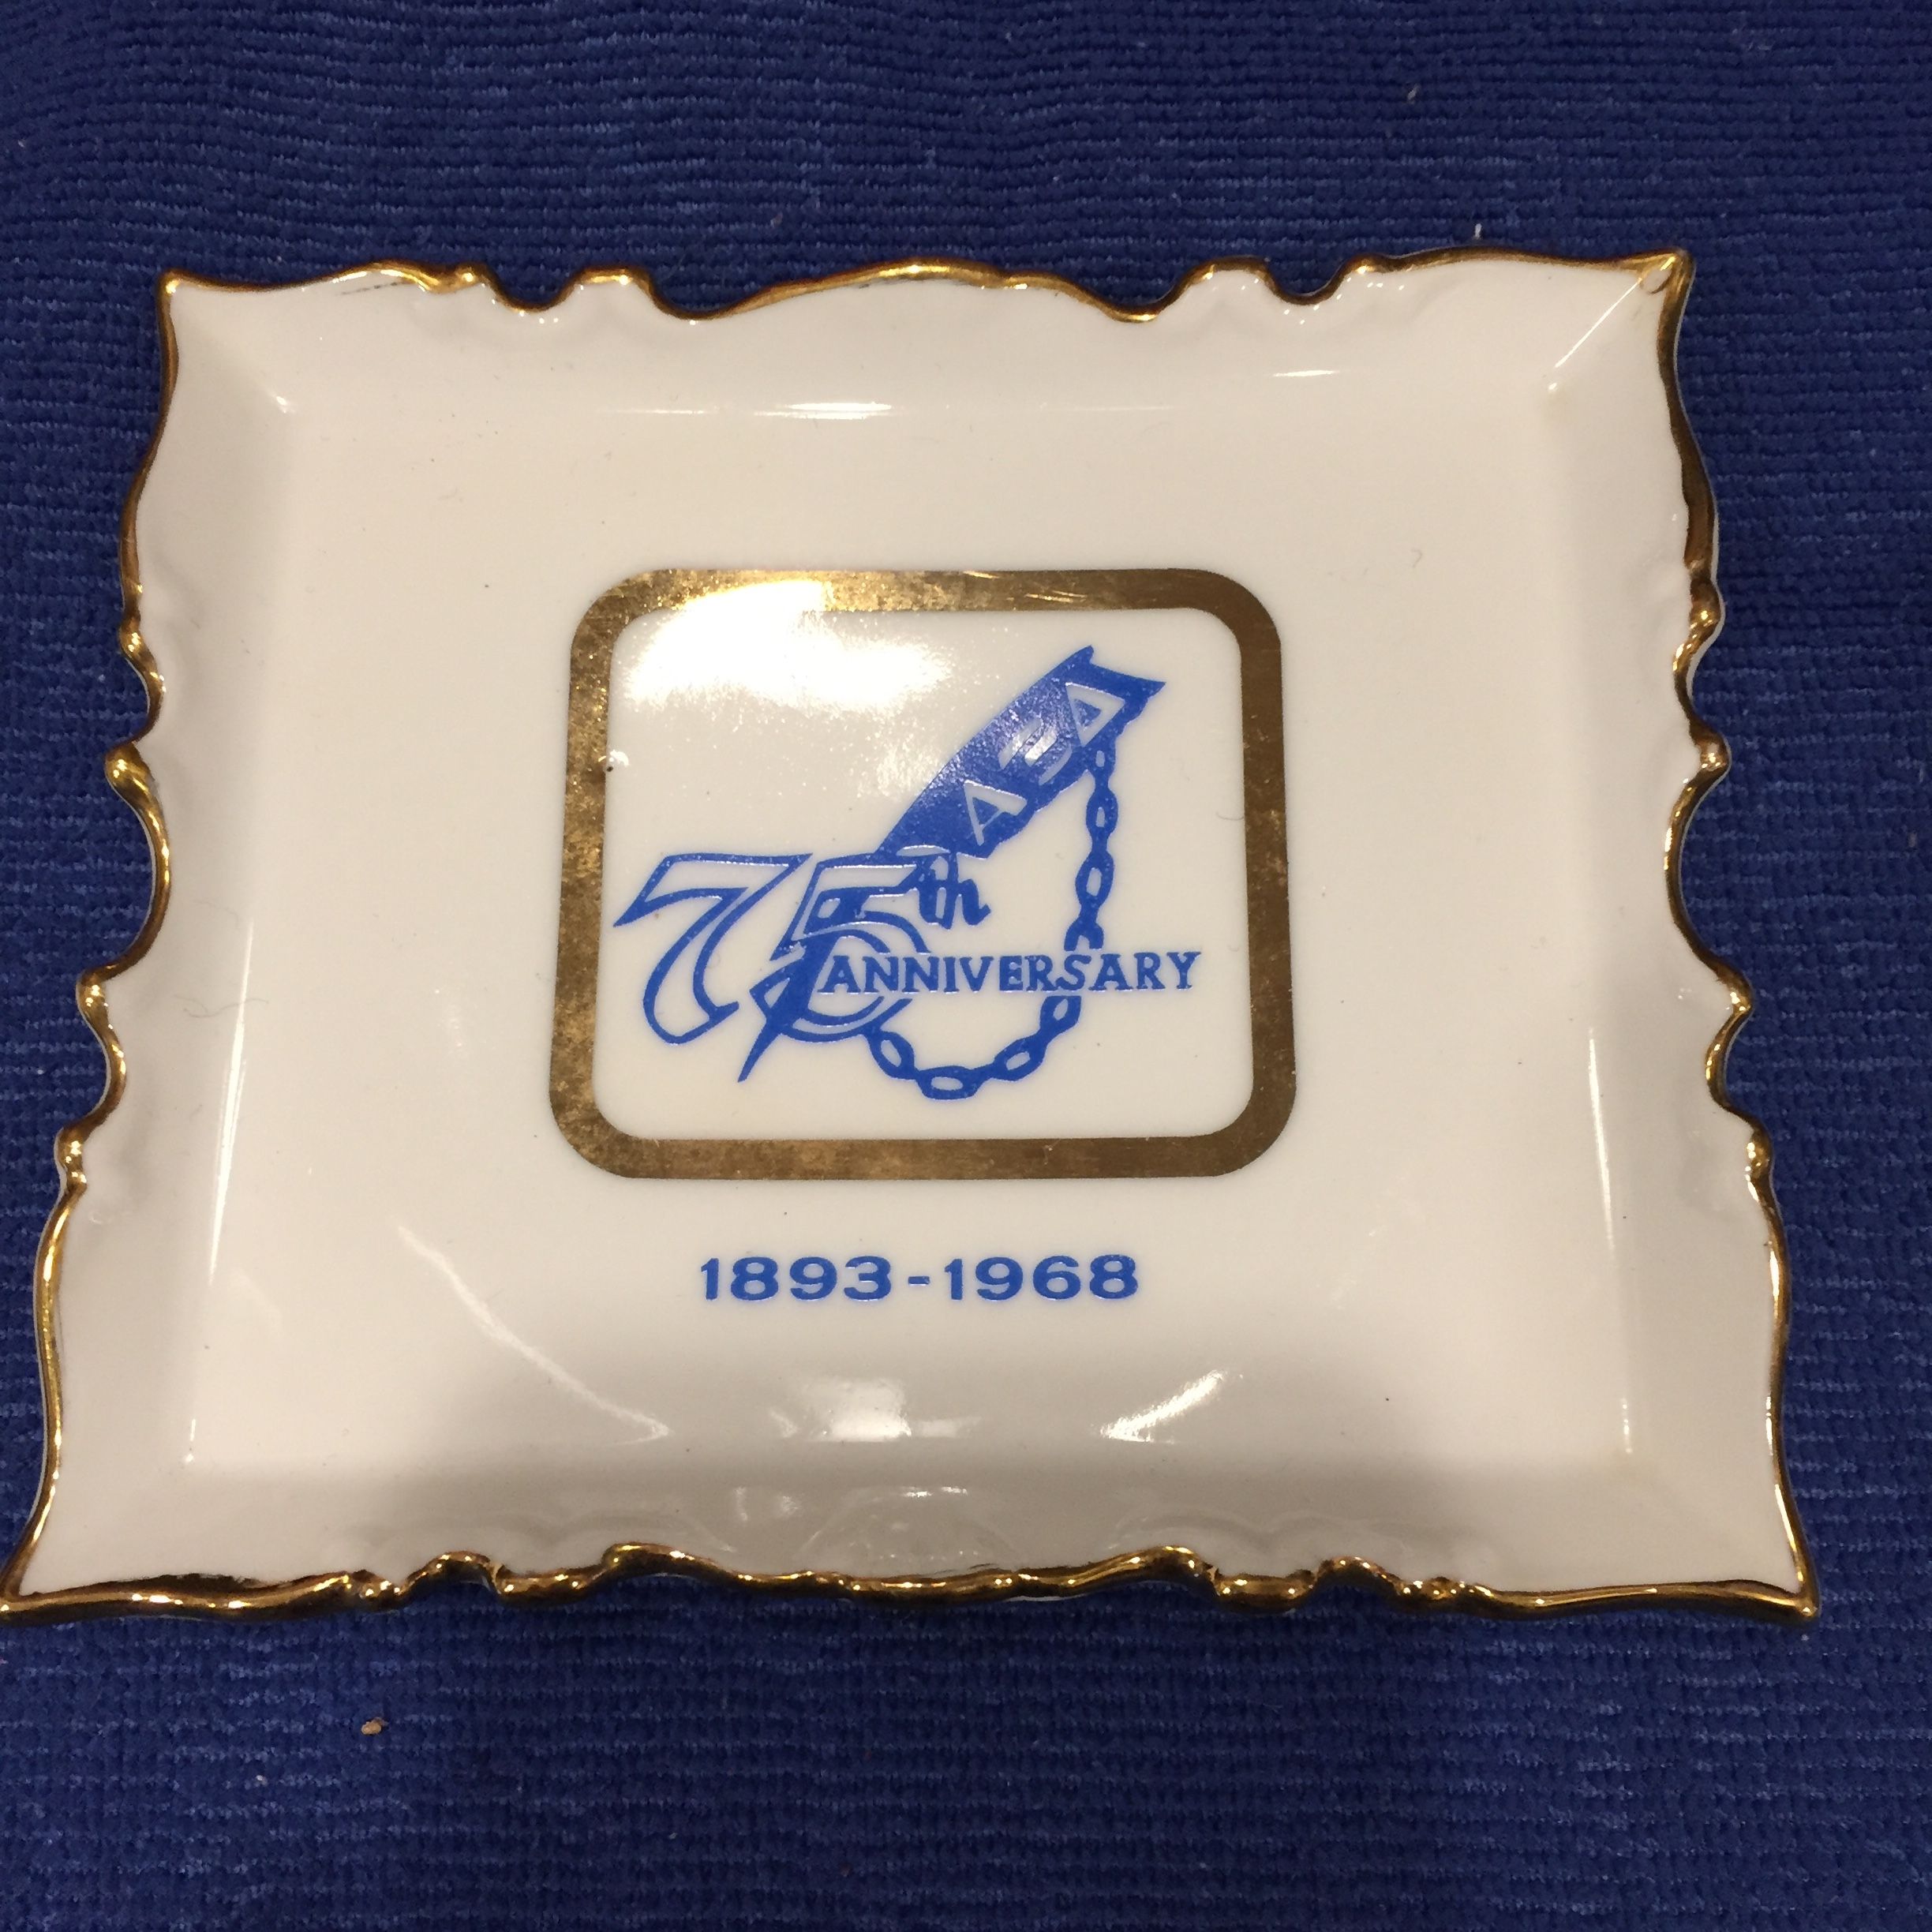 ΑΞΔ
75th
ANNIVERSARY
1893-1968